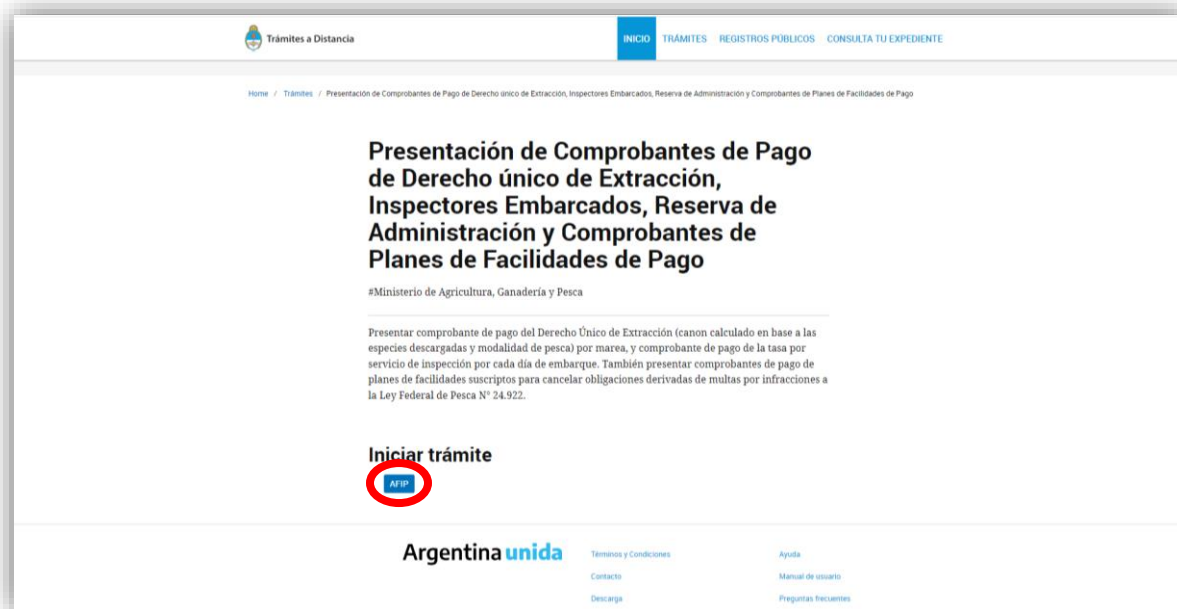 Trámites a Distancia
INICIO TRÁMITES REGISTROS PÚBLICOS CONSULTA TU EXPEDIENTE
Home / Trámites / Presentación de Comprobantes de Pago de Derecho único de Extracción, Inspectores Embarcados, Reserva de Administración y Comprobantes de Planes de Facilidades de Pago
Presentación de Comprobantes de Pago
de Derecho único de Extracción,
Inspectores Embarcados, Reserva de
Administración y Comprobantes de
Planes de Facilidades de Pago
#Ministerio de Agricultura, Ganadería y Pesca
Presentar comprobante de pago del Derecho Único de Extracción (canon calculado en base a las
especies descargadas y modalidad de pesca) por marea, y comprobante de pago de la tasa por
servicio de inspección por cada día de embarque. También presentar comprobantes de pago de
planes de facilidades suscriptos para cancelar obligaciones derivadas de multas por infracciones a
la Ley Federal de Pesca N° 24.922.
Iniciar trámite
AFIP
Argentina unida
Términos y Condiciones
Ayuda
Contacto
Manual de usuario
Descarga
Preguntas frecuentes